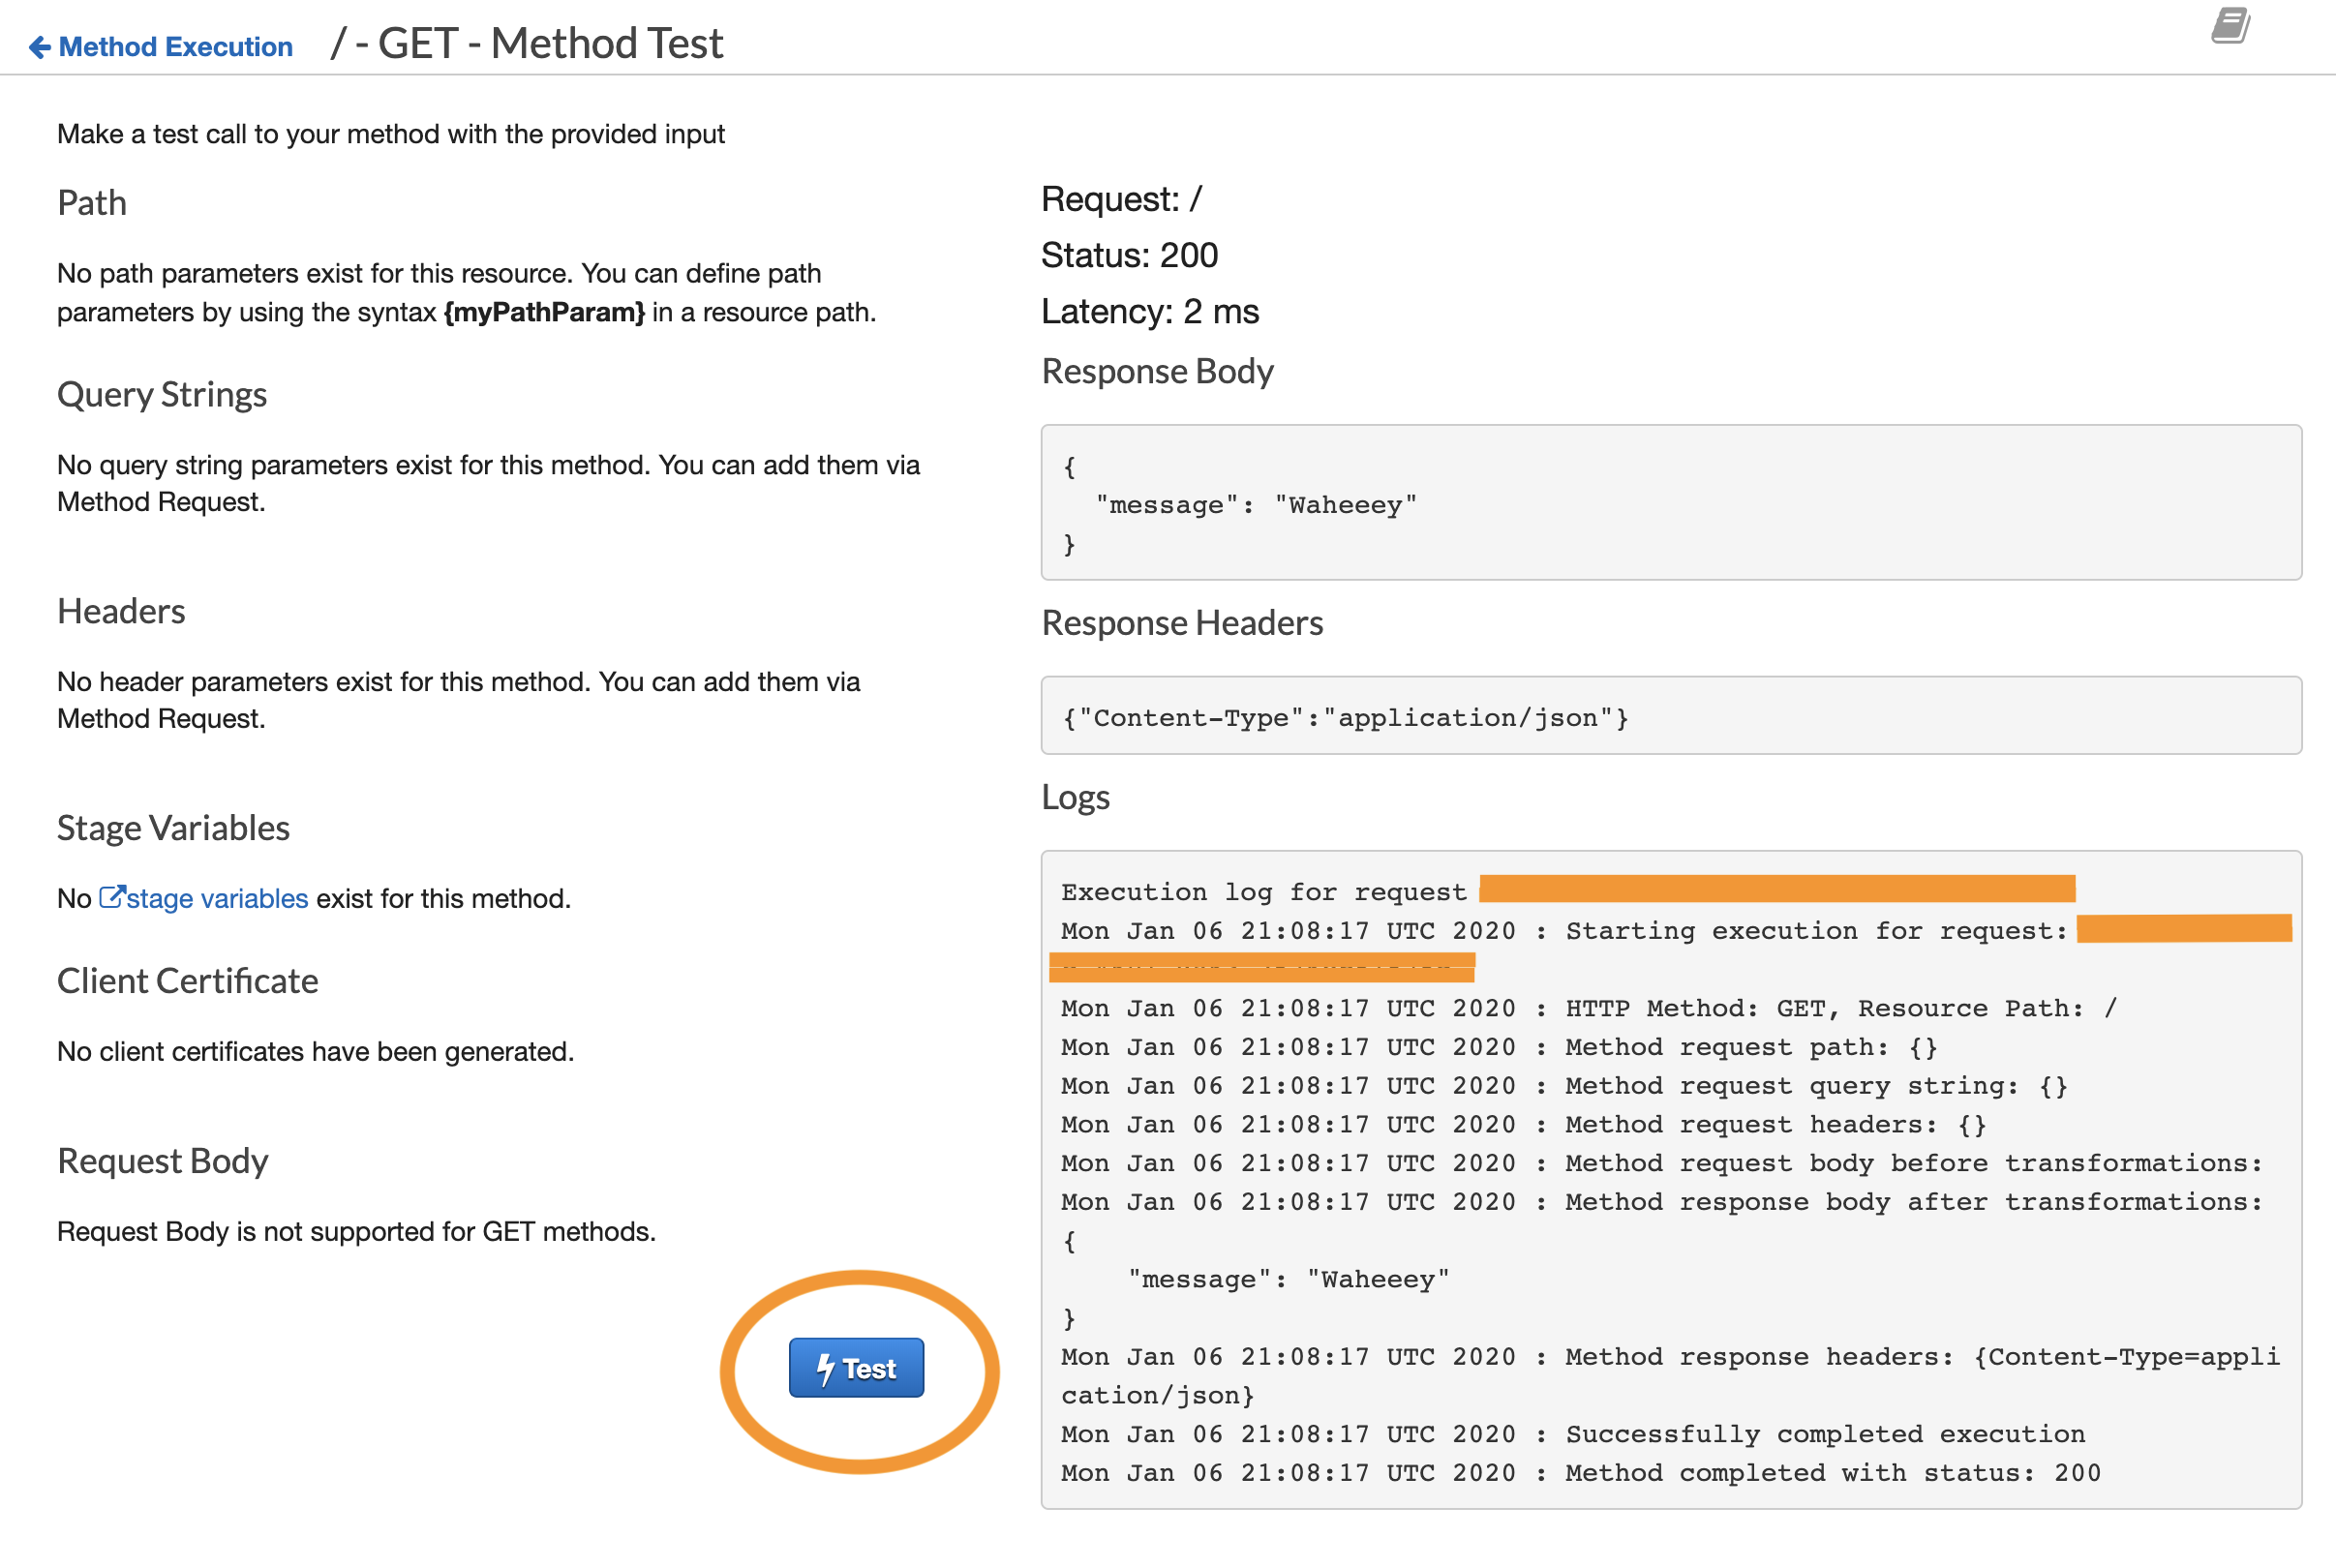 Method Execution / - GET - Method Test
Make a test call to your method with the provided input
Path
No path parameters exist for this resource. You can define path
parameters by using the syntax {myPathParam} in a resource path.
Query Strings
No query string parameters exist for this method. You can add them via
Method Request.
Headers
No header parameters exist for this method. You can add them via
Method Request.
Stage Variables
No stage variables exist for this method.
Client Certificate
No client certificates have been generated.
Request Body
Request Body is not supported for GET methods.
Test
Request: /
Status: 200
Latency: 2 ms
Response Body
{
  "message": "Waheeey"
}
Response Headers
{"Content-Type":"application/json"}
Logs
Execution log for request
Mon Jan 06 21:08:17 UTC 2020 : Starting execution for request:
Mon Jan 06 21:08:17 UTC 2020 : HTTP Method: GET, Resource Path: /
Mon Jan 06 21:08:17 UTC 2020 : Method request path: {}
Mon Jan 06 21:08:17 UTC 2020 : Method request query string: {}
Mon Jan 06 21:08:17 UTC 2020 : Method request headers: {}
Mon Jan 06 21:08:17 UTC 2020 : Method request body before transformations:
Mon Jan 06 21:08:17 UTC 2020 : Method response body after transformations:
{
    "message": "Waheeey"
}
Mon Jan 06 21:08:17 UTC 2020 : Method response headers: {Content-Type=appli
cation/json}
Mon Jan 06 21:08:17 UTC 2020 : Successfully completed execution
Mon Jan 06 21:08:17 UTC 2020 : Method completed with status: 200